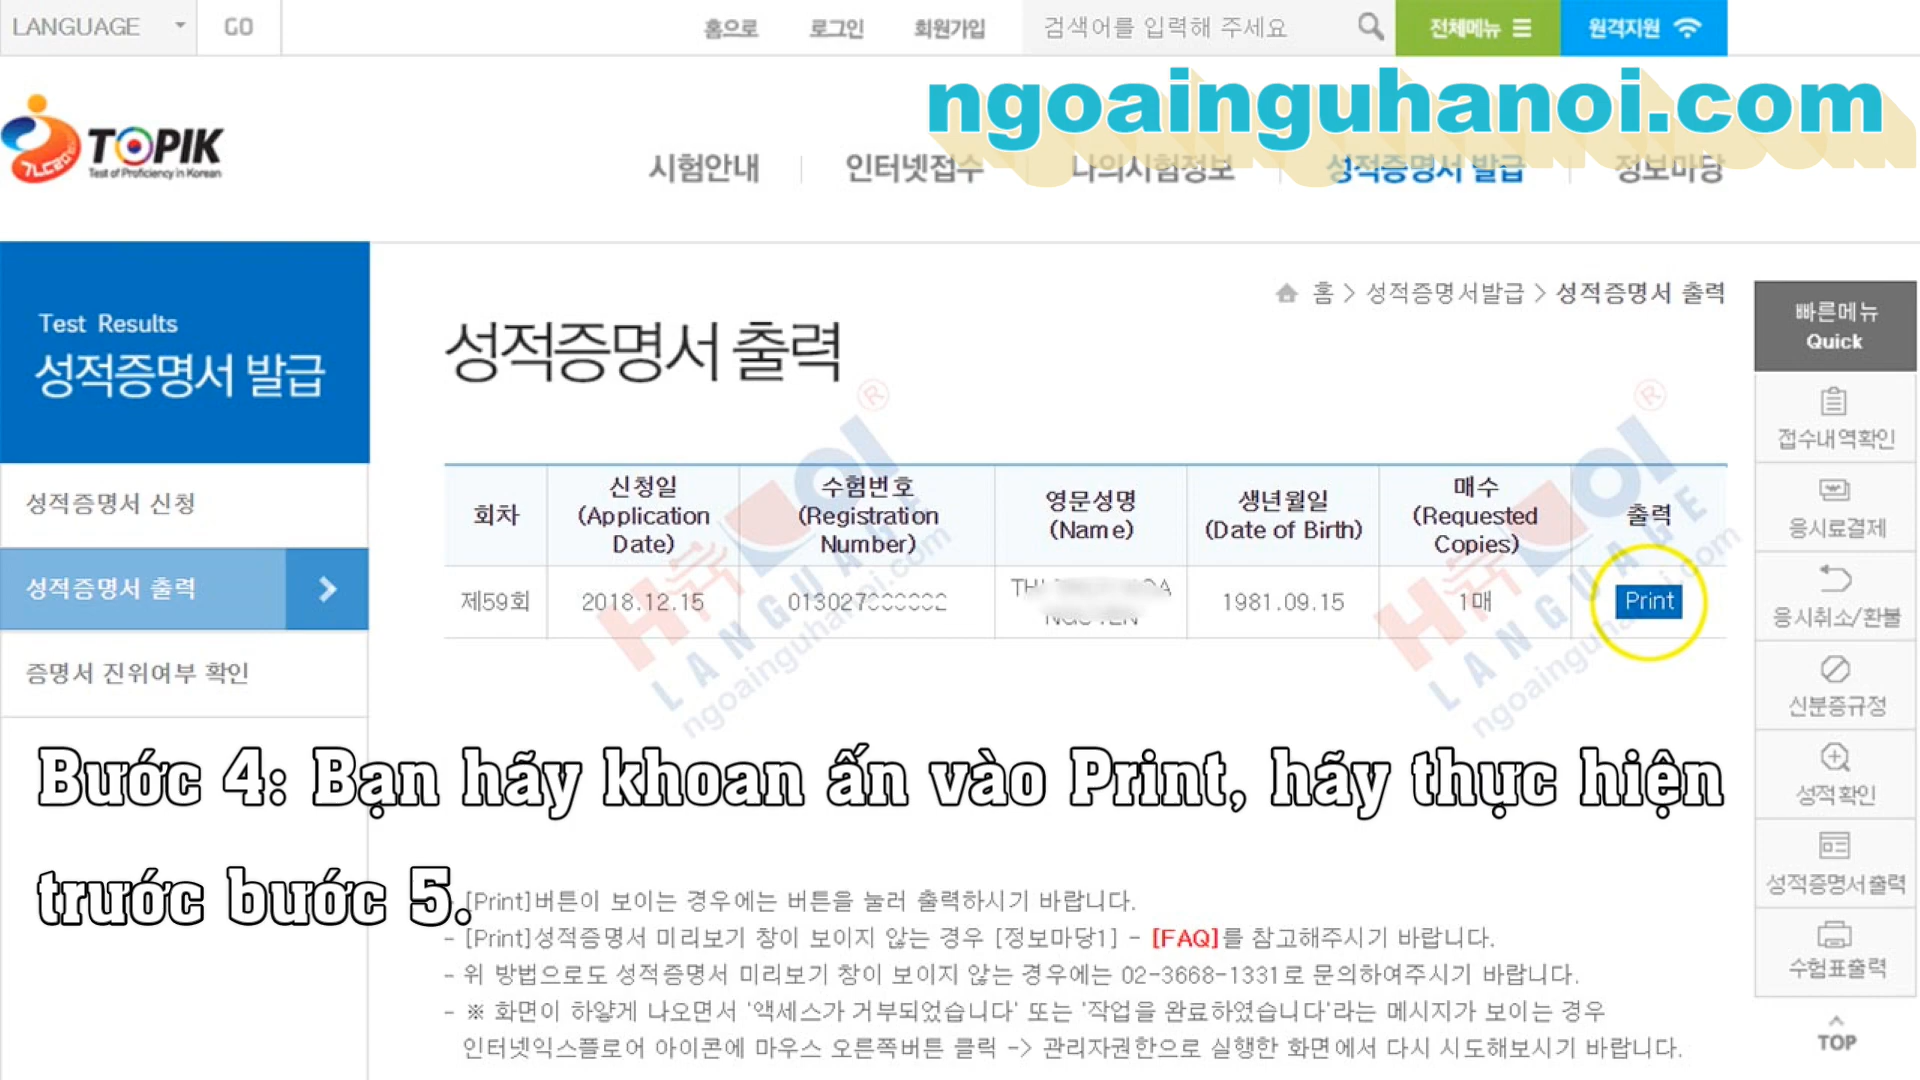 LANGUAGE
GO
홈으로
로그인
회원가입
검색어를 입력해 주세요
전체메뉴
원격지원
ngoainguhanoi.com
TOPIK
Test of Proficiency in Korean
시험안내
인터넷접수
나의시험정보
성적증명서 발급
정보마당
Test Results
성적증명서 발급
성적증명서 신청
성적증명서 출력
증명서 진위여부 확인
홈 > 성적증명서발급 > 성적증명서 출력
성적증명서 출력
회차
신청일
(Application
Date)
수험번호
(Registration
Number)
영문성명
(Name)
생년월일
(Date of Birth)
매수
(Requested
Copies)
출력
제59회
2018.12.15
1981.09.15
1매
Print
LANGUAGE
ngoainguhanoi.com
LANGUAGE
Bước 4: Bạn hãy khoan ấn vào Print, hãy thực hiện
trước bước 5.
[Print]버튼이 보이는 경우에는 버튼을 눌러 출력하시기 바랍니다.
- [Print]성적증명서 미리보기 창이 보이지 않는 경우 [정보마당1] - [FAQ]를 참고해주시기 바랍니다.
- 위 방법으로도 성적증명서 미리보기 창이 보이지 않는 경우에는 02-3668-1331로 문의하여주시기 바랍니다.
- ※ 화면이 하얗게 나오면서 '액세스가 거부되었습니다' 또는 '작업을 완료하였습니다'라는 메시지가 보이는 경우
인터넷익스플로어 아이콘에 마우스 오른쪽버튼 클릭 -> 관리자권한으로 실행한 화면에서 다시 시도해보시기 바랍니다.
빠른메뉴
Quick
접수내역확인
응시료결제
응시취소/환불
신분증규정
성적확인
성적증명서출력
수험표출력
TOP